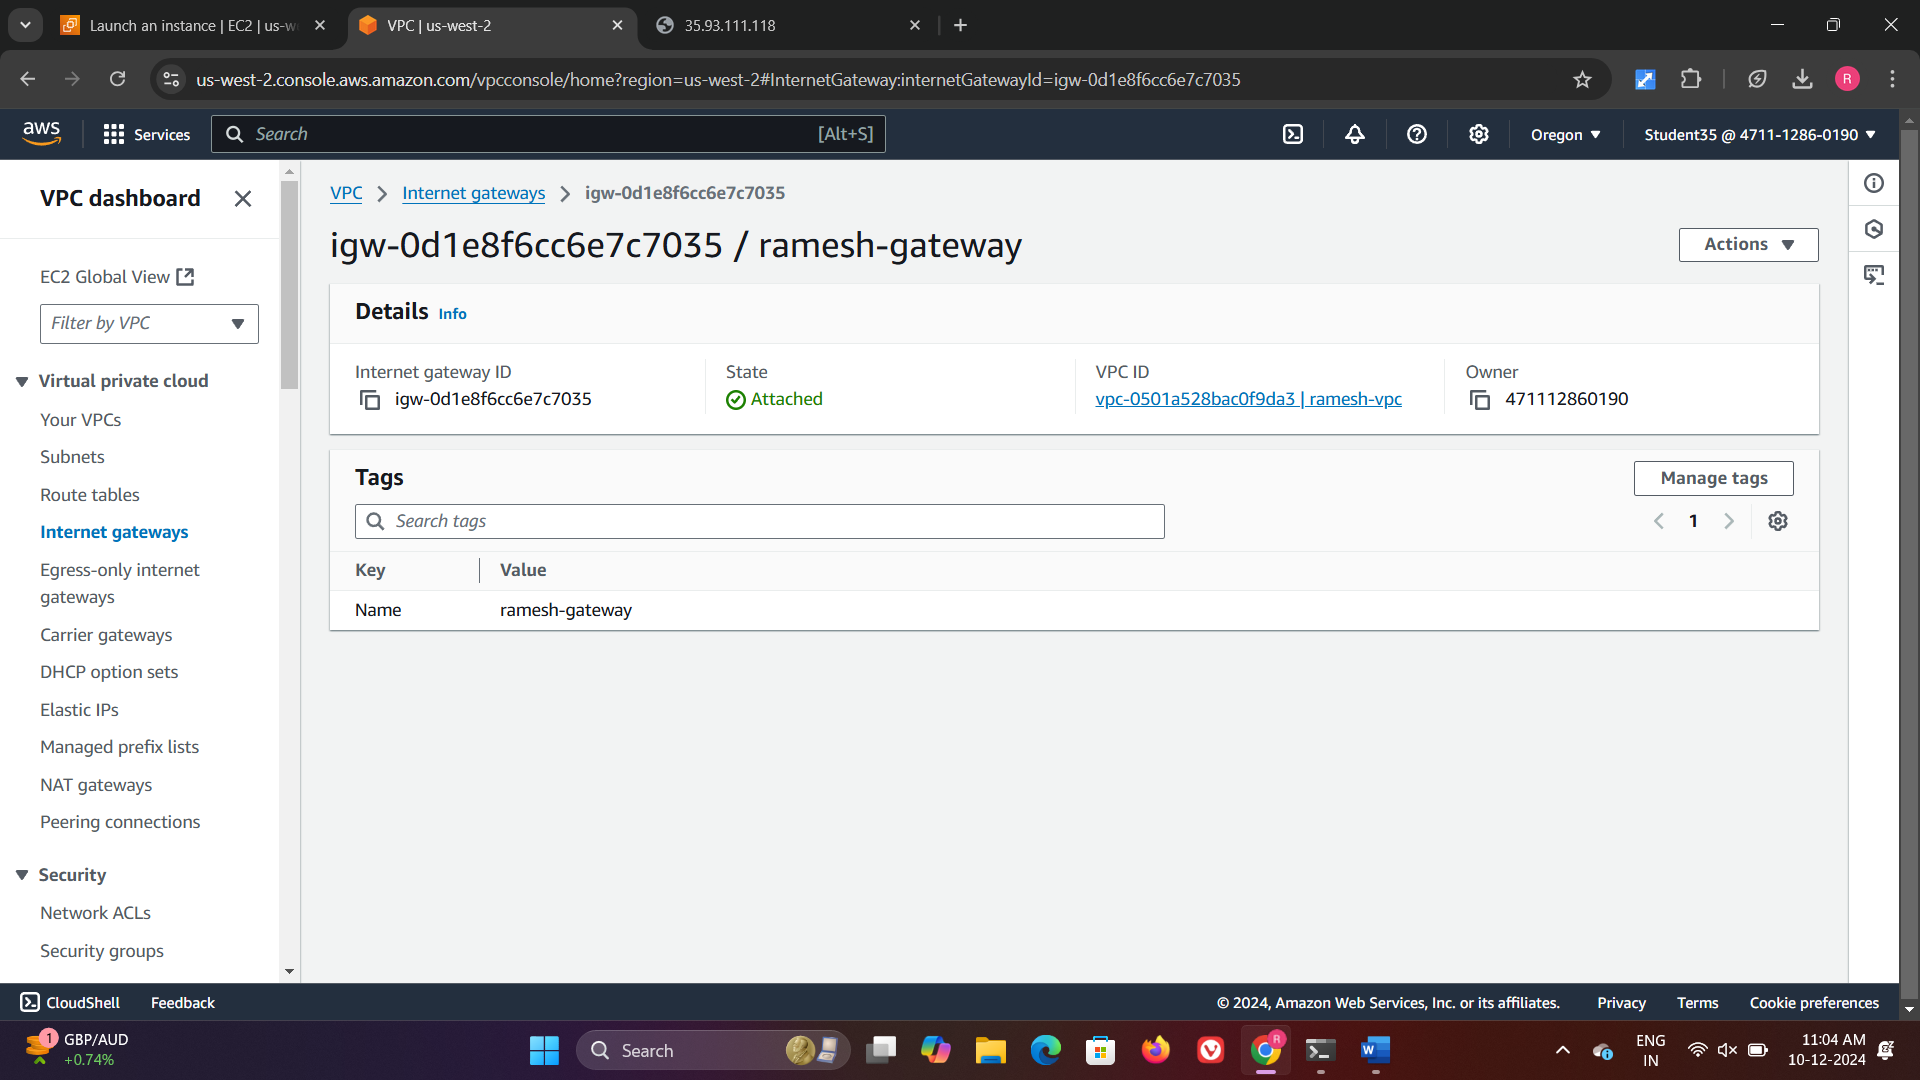 Launch an instance | EC2 | us-w
VPC | us-west-2
35.93.111.118
us-west-2.console.aws.amazon.com/vpcconsole/home?region=us-west-2#InternetGateway:internetGatewayId=igw-0d1e8f6cc6e7c7035
R
aws
Services
Search
[Alt+S]
Oregon
Student35 @ 4711-1286-0190
VPC dashboard
EC2 Global View
Filter by VPC
Virtual private cloud
Your VPCs
Subnets
Route tables
Internet gateways
Egress-only internet
gateways
Carrier gateways
DHCP option sets
Elastic IPs
Managed prefix lists
NAT gateways
Peering connections
Security
Network ACLs
Security groups
VPC
Internet gateways
igw-0d1e8f6cc6e7c7035
igw-0d1e8f6cc6e7c7035 / ramesh-gateway
Actions
Details Info
Internet gateway ID
igw-0d1e8f6cc6e7c7035
State
Attached
VPC ID
vpc-0501a528bac0f9da3 | ramesh-vpc
Owner
471112860190
Tags
Manage tags
Search tags
1
Key
Value
Name
ramesh-gateway
CloudShell
Feedback
© 2024, Amazon Web Services, Inc. or its affiliates.
Privacy
Terms
Cookie preferences
1
GBP/AUD
+0.74%
Search
R
ENG
IN
11:04 AM
10-12-2024